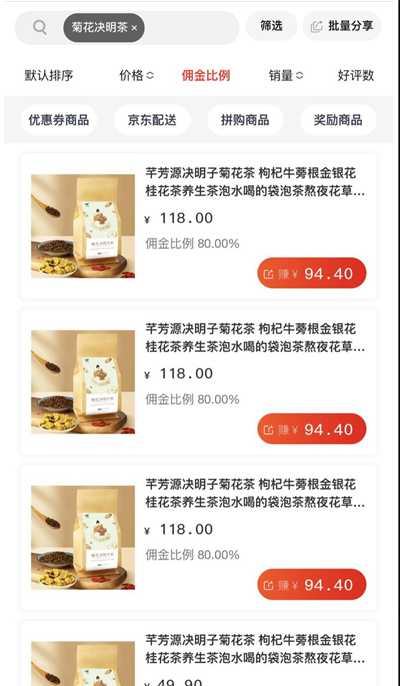 菊花决明茶 ×
筛选
批量分享
默认排序
价格
佣金比例
销量
好评数
优惠券商品
京东配送
拼购商品
奖励商品
芊芳源决明子菊花茶 枸杞牛蒡根金银花
桂花茶养生茶泡水喝的袋泡茶熬夜花草...
¥ 118.00
佣金比例 80.00%
赚¥ 94.40
芊芳源决明子菊花茶 枸杞牛蒡根金银花
桂花茶养生茶泡水喝的袋泡茶熬夜花草...
¥ 118.00
佣金比例 80.00%
赚¥ 94.40
芊芳源决明子菊花茶 枸杞牛蒡根金银花
桂花茶养生茶泡水喝的袋泡茶熬夜花草...
¥ 118.00
佣金比例 80.00%
赚¥ 94.40
芊芳源决明子菊花茶 枸杞牛蒡根金银花
桂花茶养生茶泡水喝的袋泡茶熬夜花草...
¥ 49.90